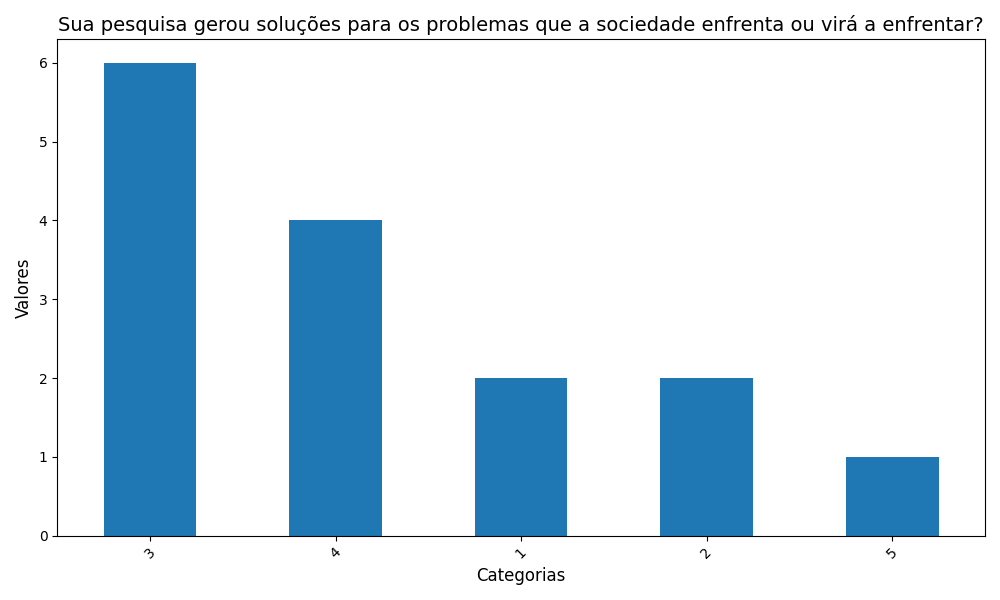 Sua pesquisa gerou soluções para os problemas que a sociedade enfrenta ou virá a enfrentar?
6
5
4
3
2
1
0
Valores
3 4 1 2 5
Categorias